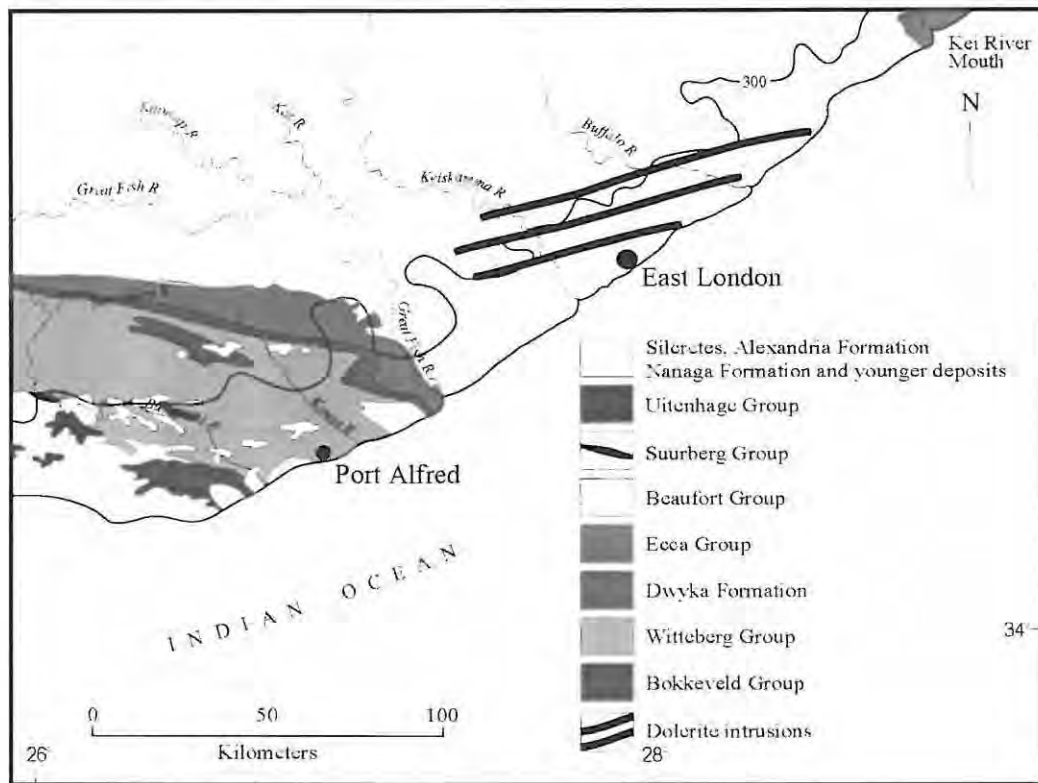 Kei River
Mouth
300
N
Buffalo R
Kat R
Keiskamma R
Great Fish R
East London
Great Fish R
Port Alfred
INDIAN OCEAN
Silcretes, Alexandria Formation
Nanaga Formation and younger deposits
Uitenhage Group
Suurberg Group
Beaufort Group
Ecca Group
Dwyka Formation
Witteberg Group
Bokkeveld Group
Dolerite intrusions
34°
0 50 100
Kilometers
26° 28°